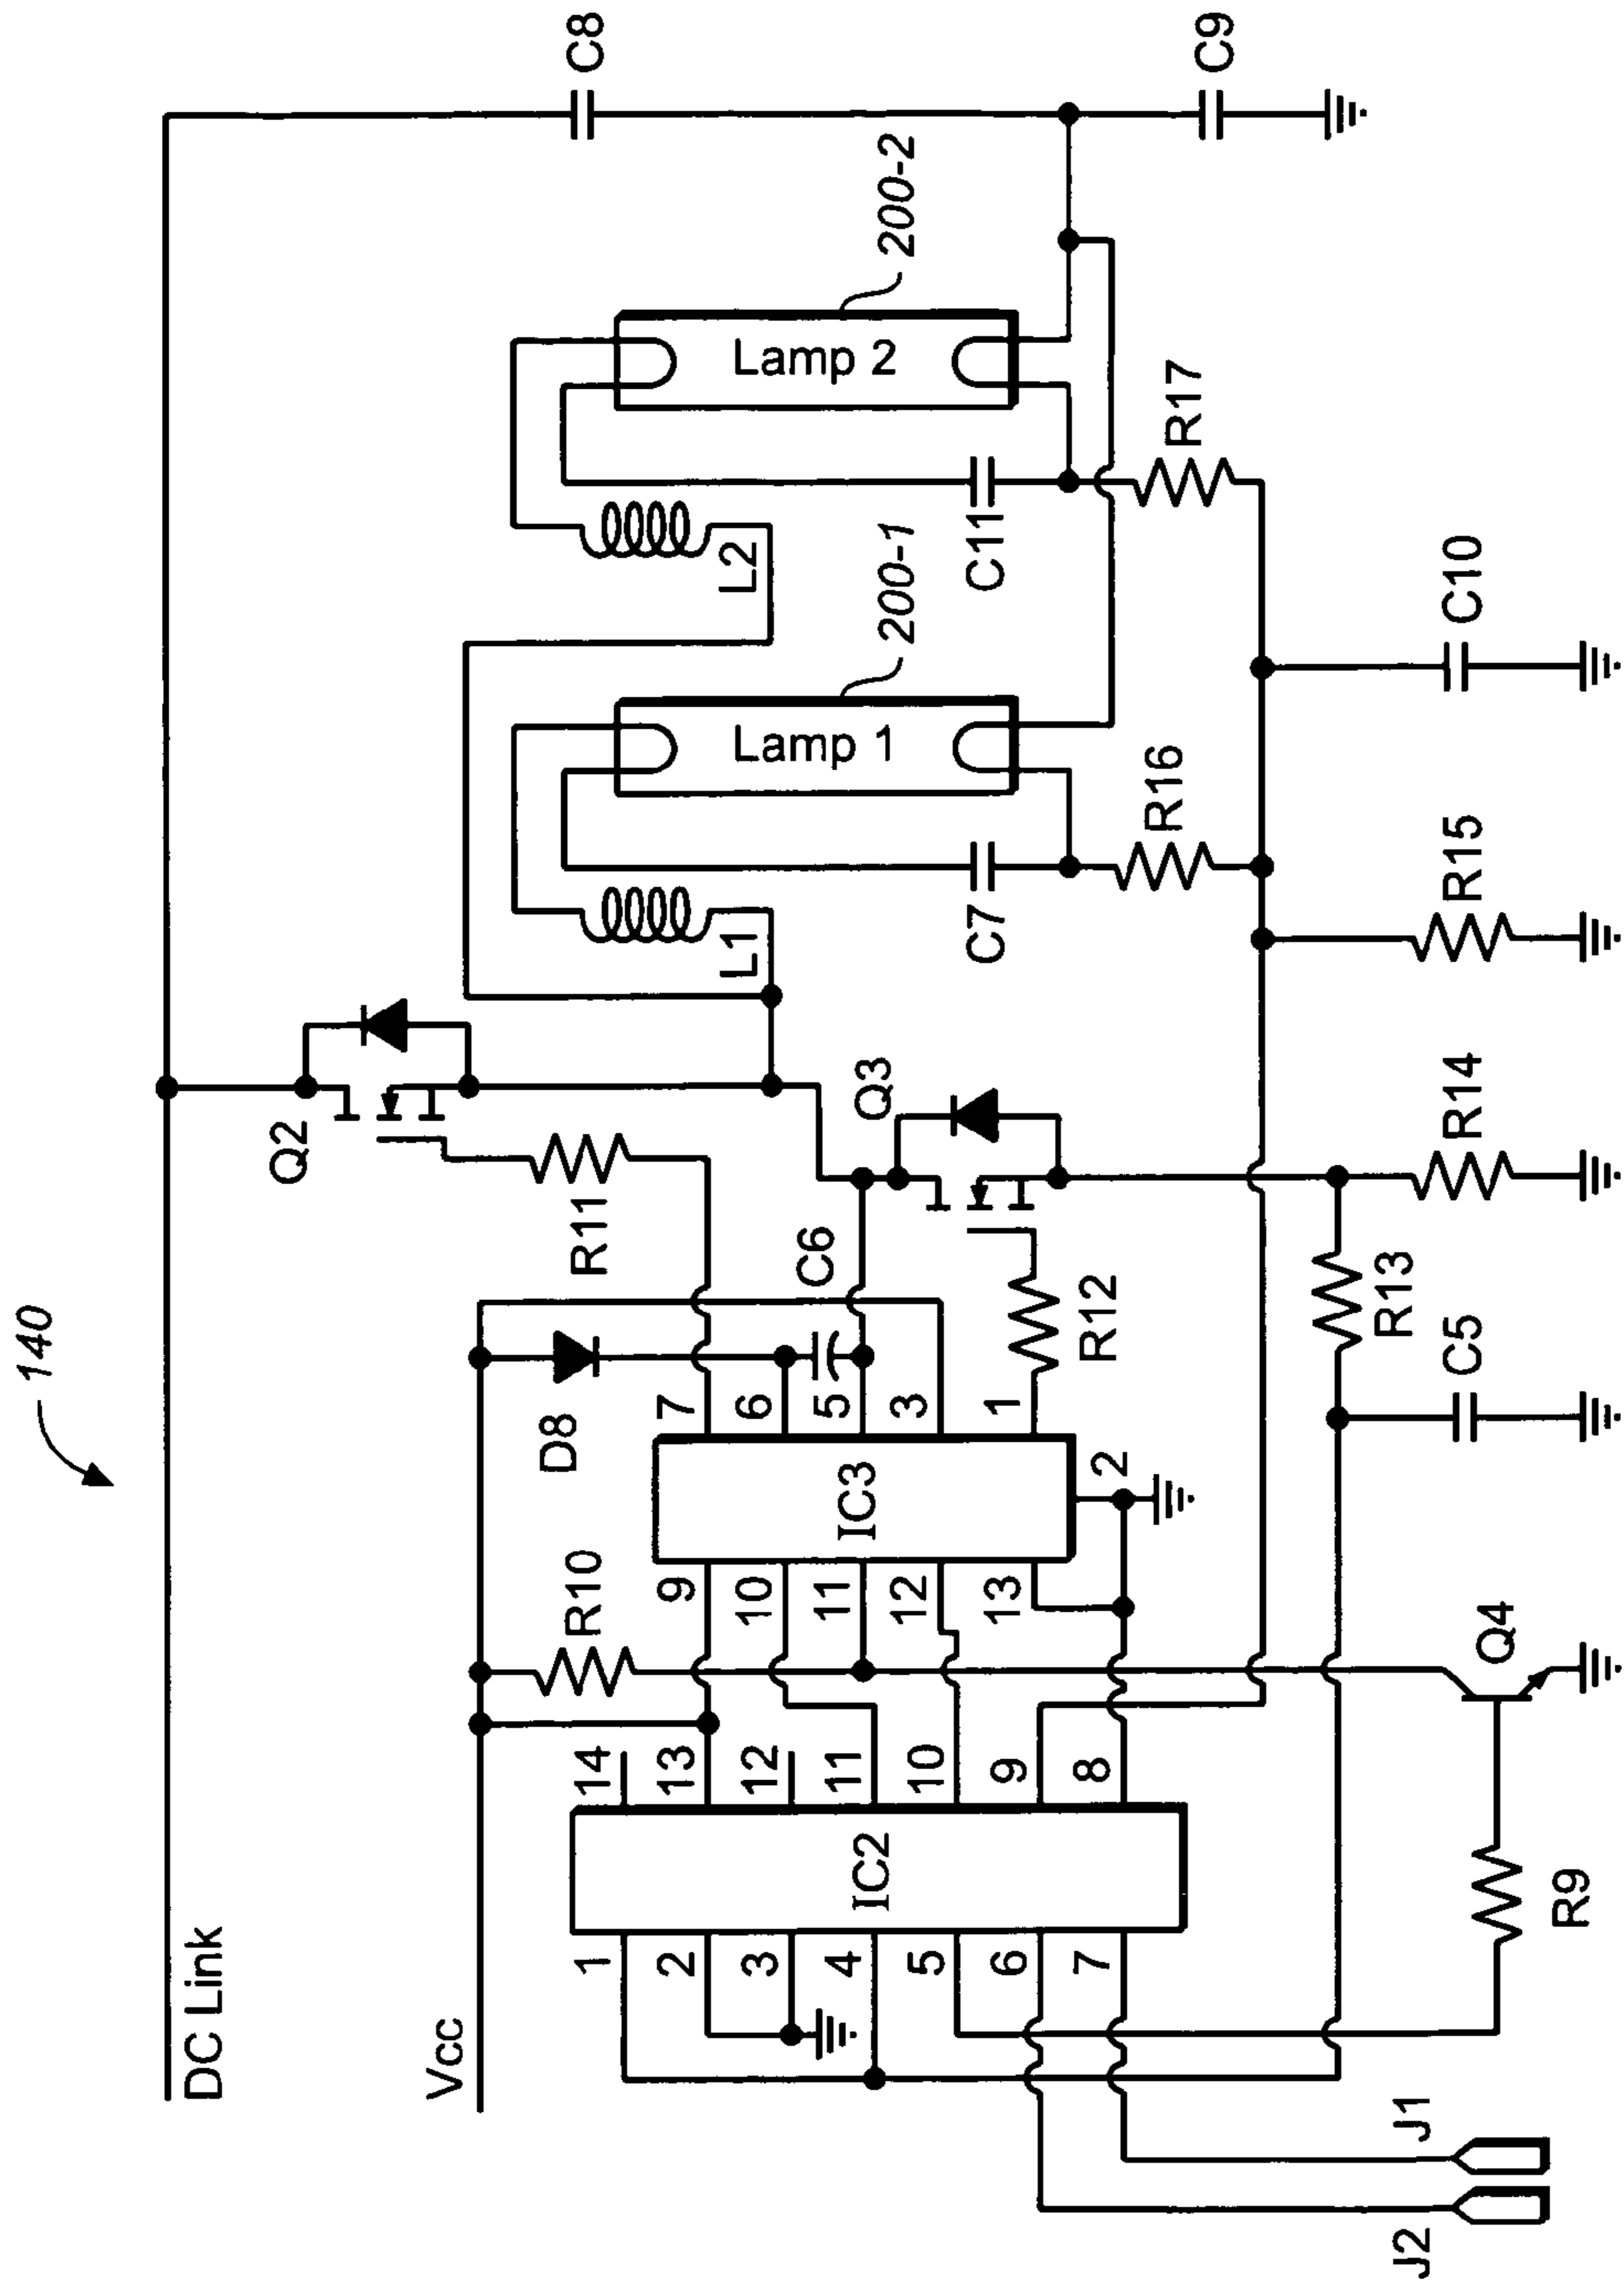 140
DC Link
Vcc
C8
C9
200-2
Lamp 2
R17
L2
C11
200-1
Lamp 1
C10
R16
R15
L1
C7
Q2
Q3
R14
R11
C6
R12
R13
C5
D8
7
6
5
3
1
IC3
2
R10
9
10
11
12
13
Q4
14
13
12
11
10
9
8
IC2
R9
1
2
3
4
5
6
7
J1
J2